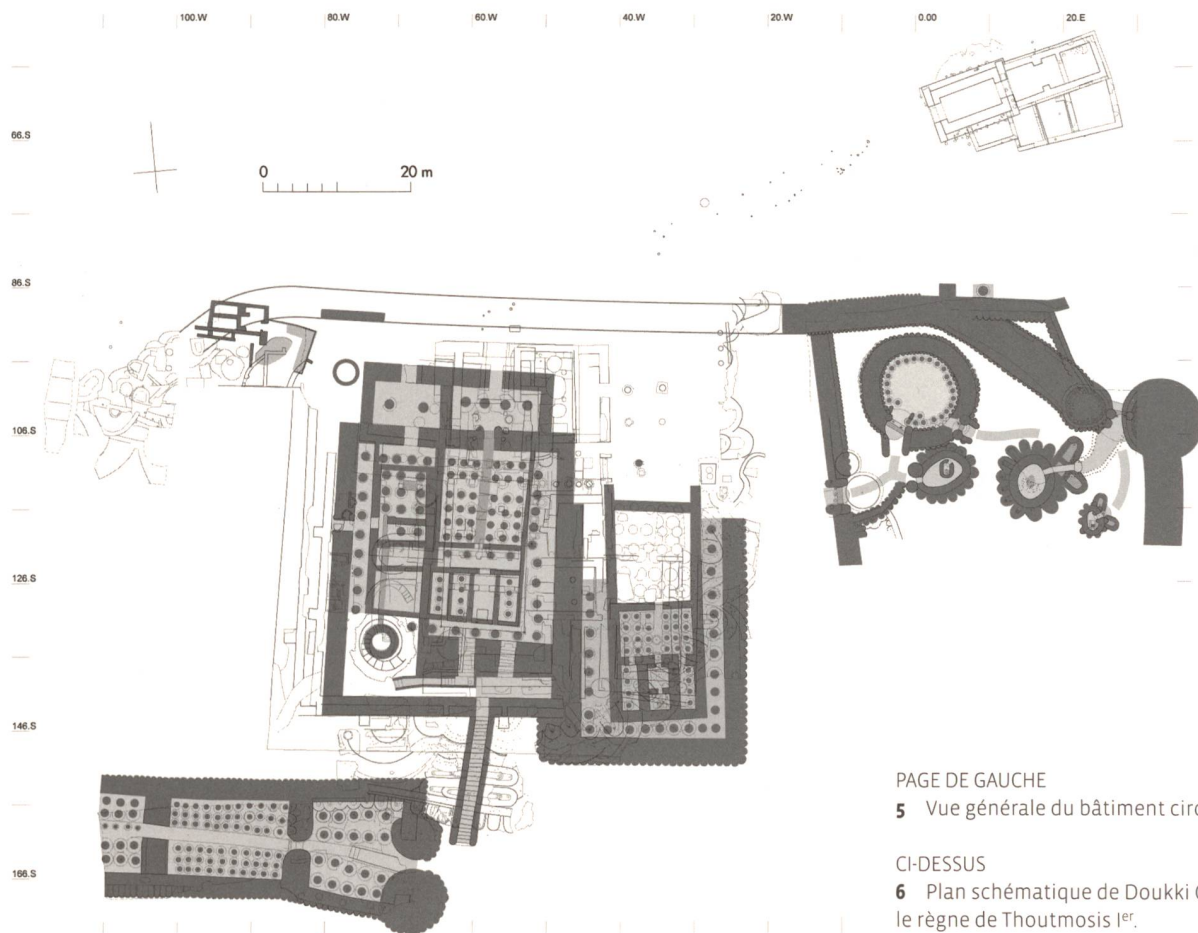 100.W 80.W 60.W 40.W 20.W 0.00 20.E
66.S
0 20 m
86.S
106.S
126.S
146.S
166.S
PAGE DE GAUCHE
5 Vue générale du bâtiment
CI-DESSUS
6 Plan schématique de Doukki
le règne de Thoutmosis Ier.